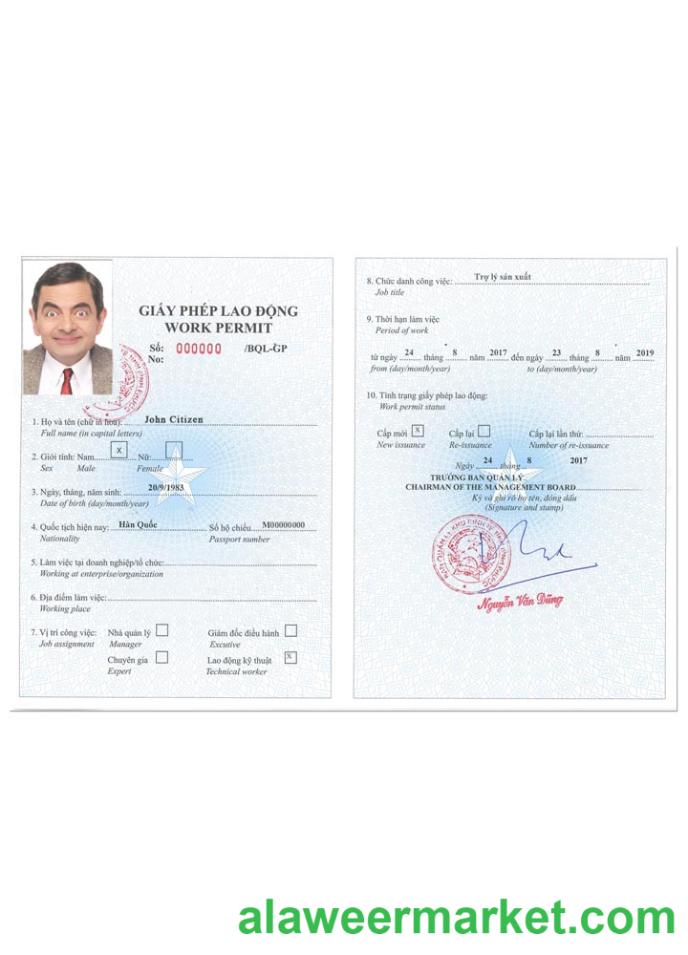 GIẤY PHÉP LAO ĐỘNG
WORK PERMIT
Số: 000000 /BQL-GP
No:
1. Họ và tên (chữ in hoa): John Citizen
Full name (in capital letters)
2. Giới tính: Nam X Nữ
Sex Male Female
3. Ngày, tháng, năm sinh: 20/9/1983
Date of birth (day/month/year)
4. Quốc tịch hiện nay: Hàn Quốc Số hộ chiếu M00000000
Nationality Passport number
5. Làm việc tại doanh nghiệp/tổ chức:
Working at enterprise/organization
6. Địa điểm làm việc:
Working place
7. Vị trí công việc: Nhà quản lý Giám đốc điều hành
Job assignment Manager Excutive
Chuyên gia Lao động kỹ thuật X
Expert Technical worker
8. Chức danh công việc: Trợ lý sản xuất
Job title
9. Thời hạn làm việc
Period of work
từ ngày 24 tháng 8 năm 2017 đến ngày 23 tháng 8 năm 2019
from (day/month/year) to (day/month/year)
10. Tình trạng giấy phép lao động:
Work permit status
Cấp mới X Cấp lại Cấp lại lần thứ:
New issuance Re-issuance Number of re-issuance
Ngày 24 tháng 8 2017
TRƯỞNG BAN QUẢN LÝ
CHAIRMAN OF THE MANAGEMENT BOARD
Ký và ghi rõ họ tên, đóng dấu
(Signature and stamp)
Nguyễn Văn Dũng
alaweermarket.com